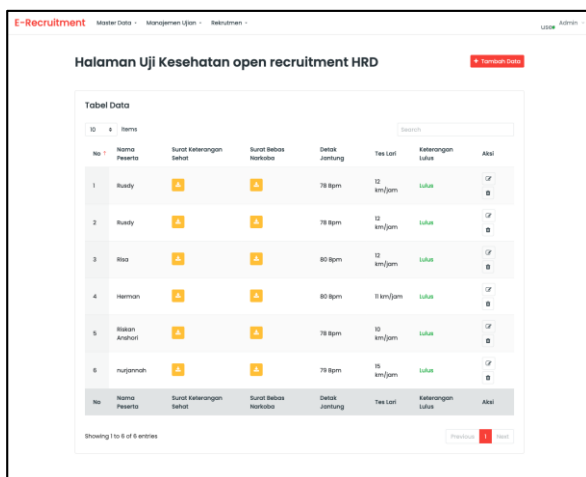 E-Recruitment Master Data Manajemen Ujian Rekrutmen Admin
Halaman Uji Kesehatan open recruitment HRD + Tambah Data
Tabel Data
10 items Search
No Nama Peserta Surat Keterangan Sehat Surat Bebas Narkoba Detak Jantung Tes Lari Keterangan Lulus Aksi
1 Rusdy 78 Bpm 12 km/jam Lulus
2 Rusdy 78 Bpm 12 km/jam Lulus
3 Risa 80 Bpm 12 km/jam Lulus
4 Herman 80 Bpm 11 km/jam Lulus
5 Riskan Anshori 78 Bpm 10 km/jam Lulus
6 nurjannah 79 Bpm 15 km/jam Lulus
No Nama Peserta Surat Keterangan Sehat Surat Bebas Narkoba Detak Jantung Tes Lari Keterangan Lulus Aksi
Showing 1 to 6 of 6 entries Previous 1 Next